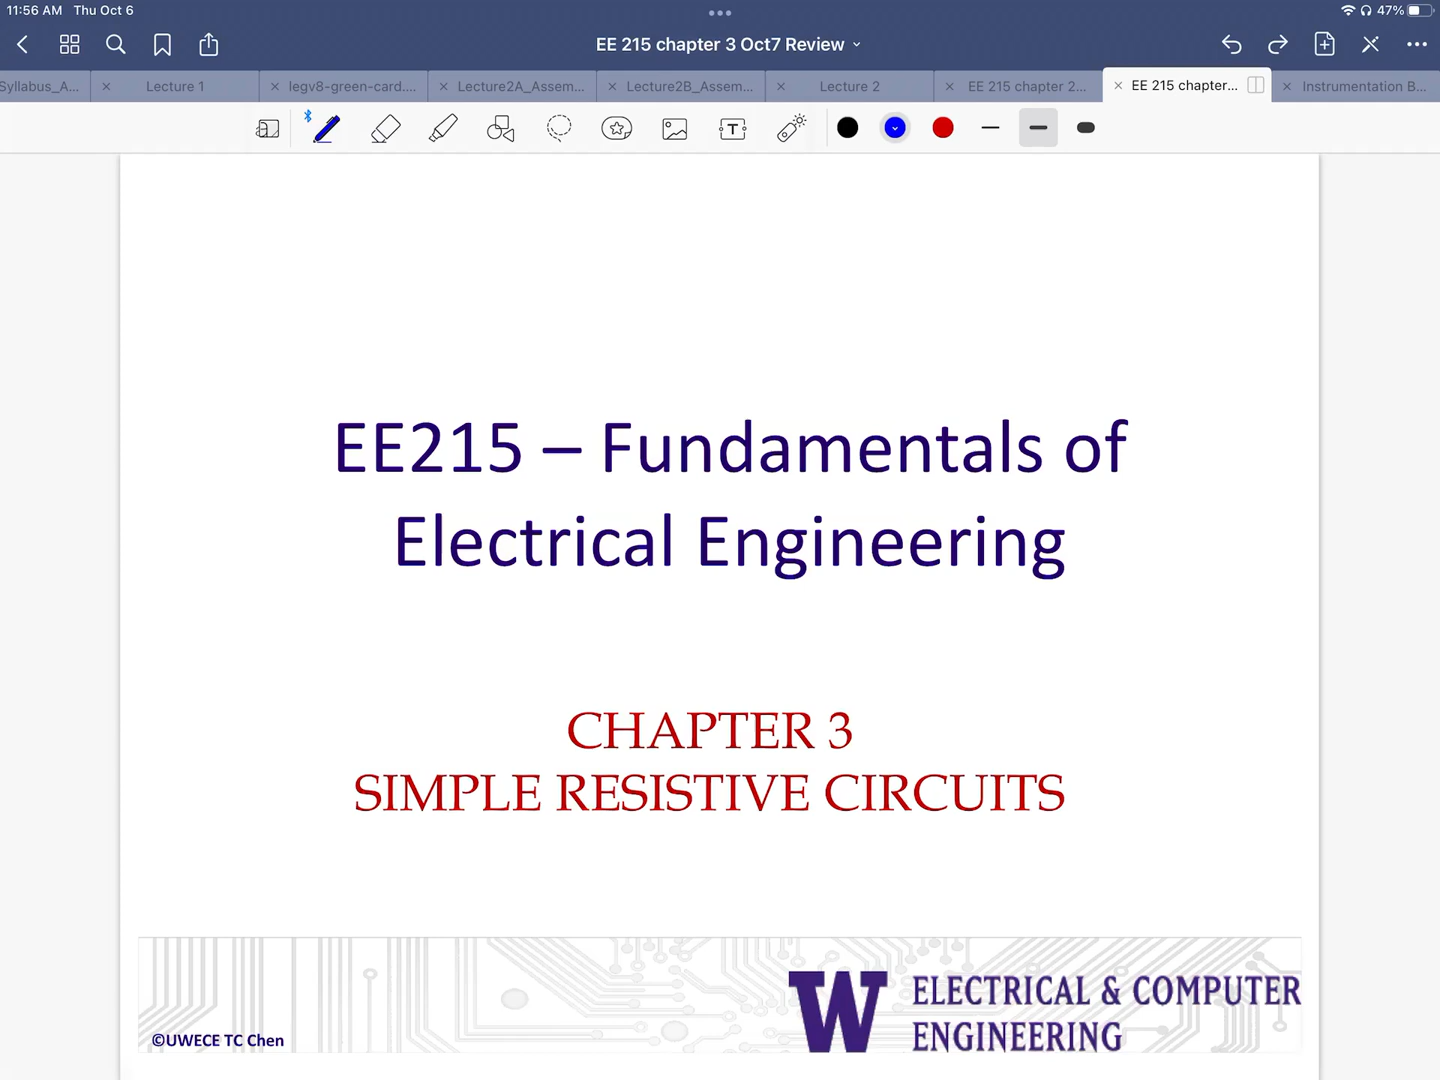 11:56 AM Thu Oct 6
47%
EE 215 chapter 3 Oct7 Review
Syllabus_A...
Lecture 1
legv8-green-card....
Lecture2A_Assem...
Lecture2B_Assem...
Lecture 2
EE 215 chapter 2...
EE 215 chapter...
Instrumentation B...
T
EE215 – Fundamentals of
Electrical Engineering
CHAPTER 3
SIMPLE RESISTIVE CIRCUITS
©UWECE TC Chen
W
ELECTRICAL & COMPUTER
ENGINEERING